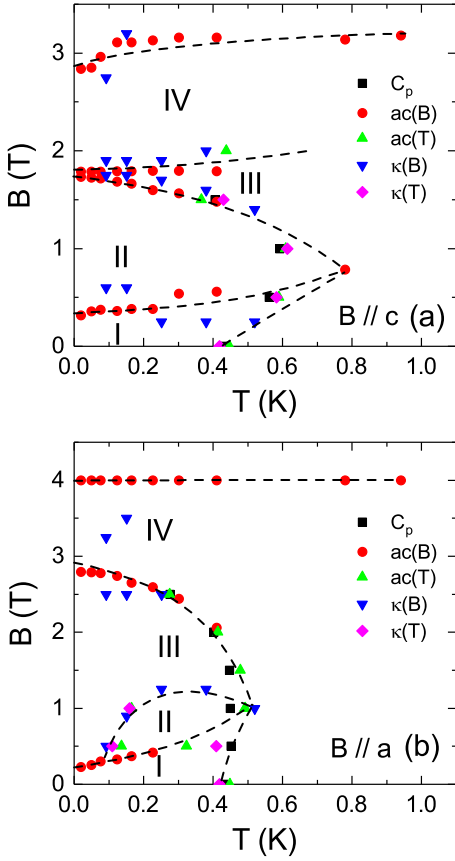 3
2
1
0
B (T)
IV
III
II
I
C_p
ac(B)
ac(T)
κ(B)
κ(T)
B // c (a)
0.0 0.2 0.4 0.6 0.8 1.0
T (K)
5
4
3
2
1
0
B (T)
IV
III
II
I
C_p
ac(B)
ac(T)
κ(B)
κ(T)
B // a (b)
0.0 0.2 0.4 0.6 0.8 1.0
T (K)